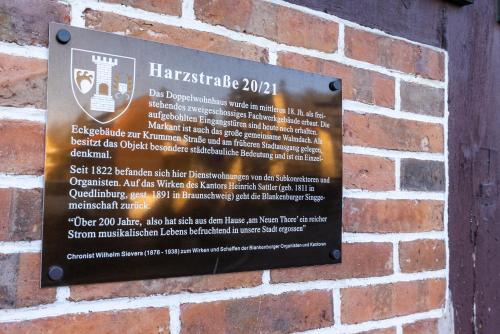 Harzstraße 20/21
Das Doppelwohnhaus wurde im mittleren 18. Jh. als frei-
stehendes zweigeschossiges Fachwerkgebäude erbaut. Die
aufgebohlten Eingangstüren sind heute noch erhalten.
Markant ist auch das große gemeinsame Walmdach. Als
Eckgebäude zur Krummen Straße und am früheren Stadtausgang gelegen,
besitzt das Objekt besondere städtebauliche Bedeutung und ist ein Einzel-
denkmal.
Seit 1822 befanden sich hier Dienstwohnungen von den Subkorektoren und
Organisten. Auf das Wirken des Kantors Heinrich Sattler (geb. 1811 in
Quedlinburg, gest. 1891 in Braunschweig) geht die Blankenburger Singge-
meinschaft zurück.
“Über 200 Jahre, also hat sich aus dem Hause ‚am Neuen Thore’ ein reicher
Strom musikalischen Lebens befruchtend in unsere Stadt ergossen”
Chronist Wilhelm Sievers (1876 - 1938) zum Wirken und Schaffen der Blankenburger Organisten und Kantoren